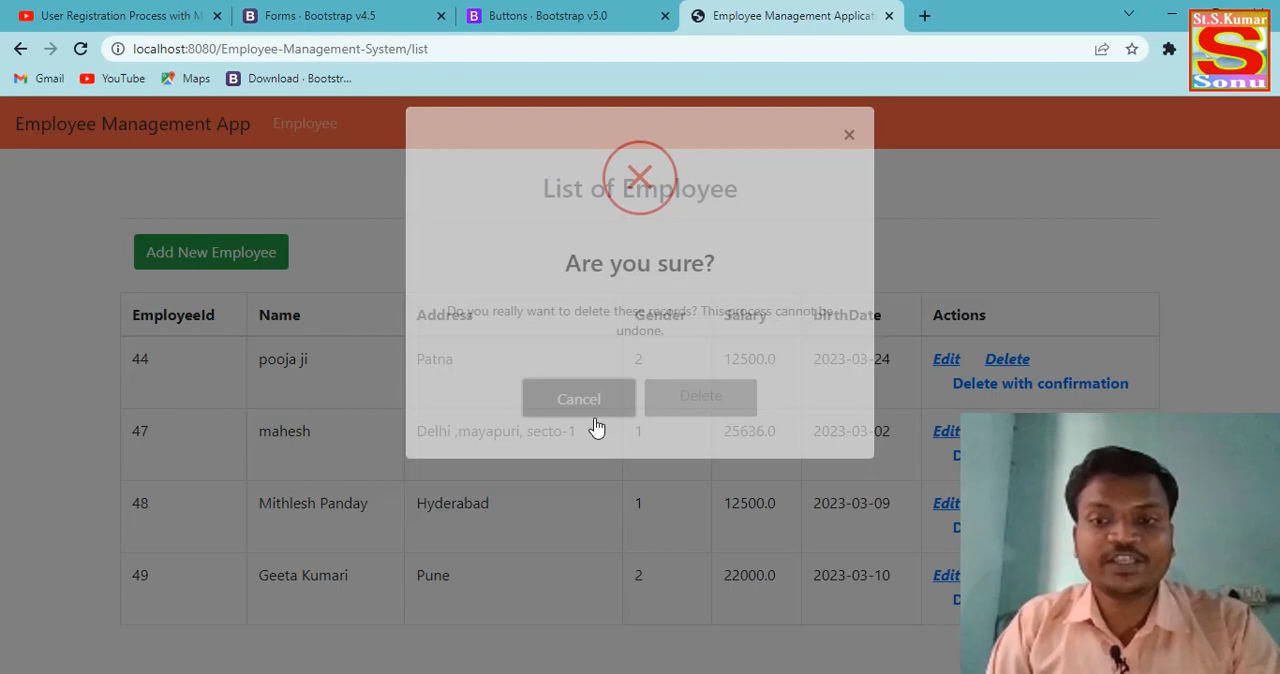 User Registration Process with M
Forms · Bootstrap v4.5
Buttons · Bootstrap v5.0
Employee Management Applicat
localhost:8080/Employee-Management-System/list
Gmail YouTube Maps Download · Bootstr...
St.S.Kumar
S
Sonu
Employee Management App Employee
List of Employee
Add New Employee
Are you sure?
Do you really want to delete these records? This process cannot be
undone.
Cancel Delete
EmployeeId Name Address Gender Salary birthDate Actions
44 pooja ji Patna 2 12500.0 2023-03-24 Edit Delete
Delete with confirmation
47 mahesh Delhi ,mayapuri, secto-1 1 25636.0 2023-03-02 Edit
D
48 Mithlesh Panday Hyderabad 1 12500.0 2023-03-09 Edit
D
49 Geeta Kumari Pune 2 22000.0 2023-03-10 Edit
D